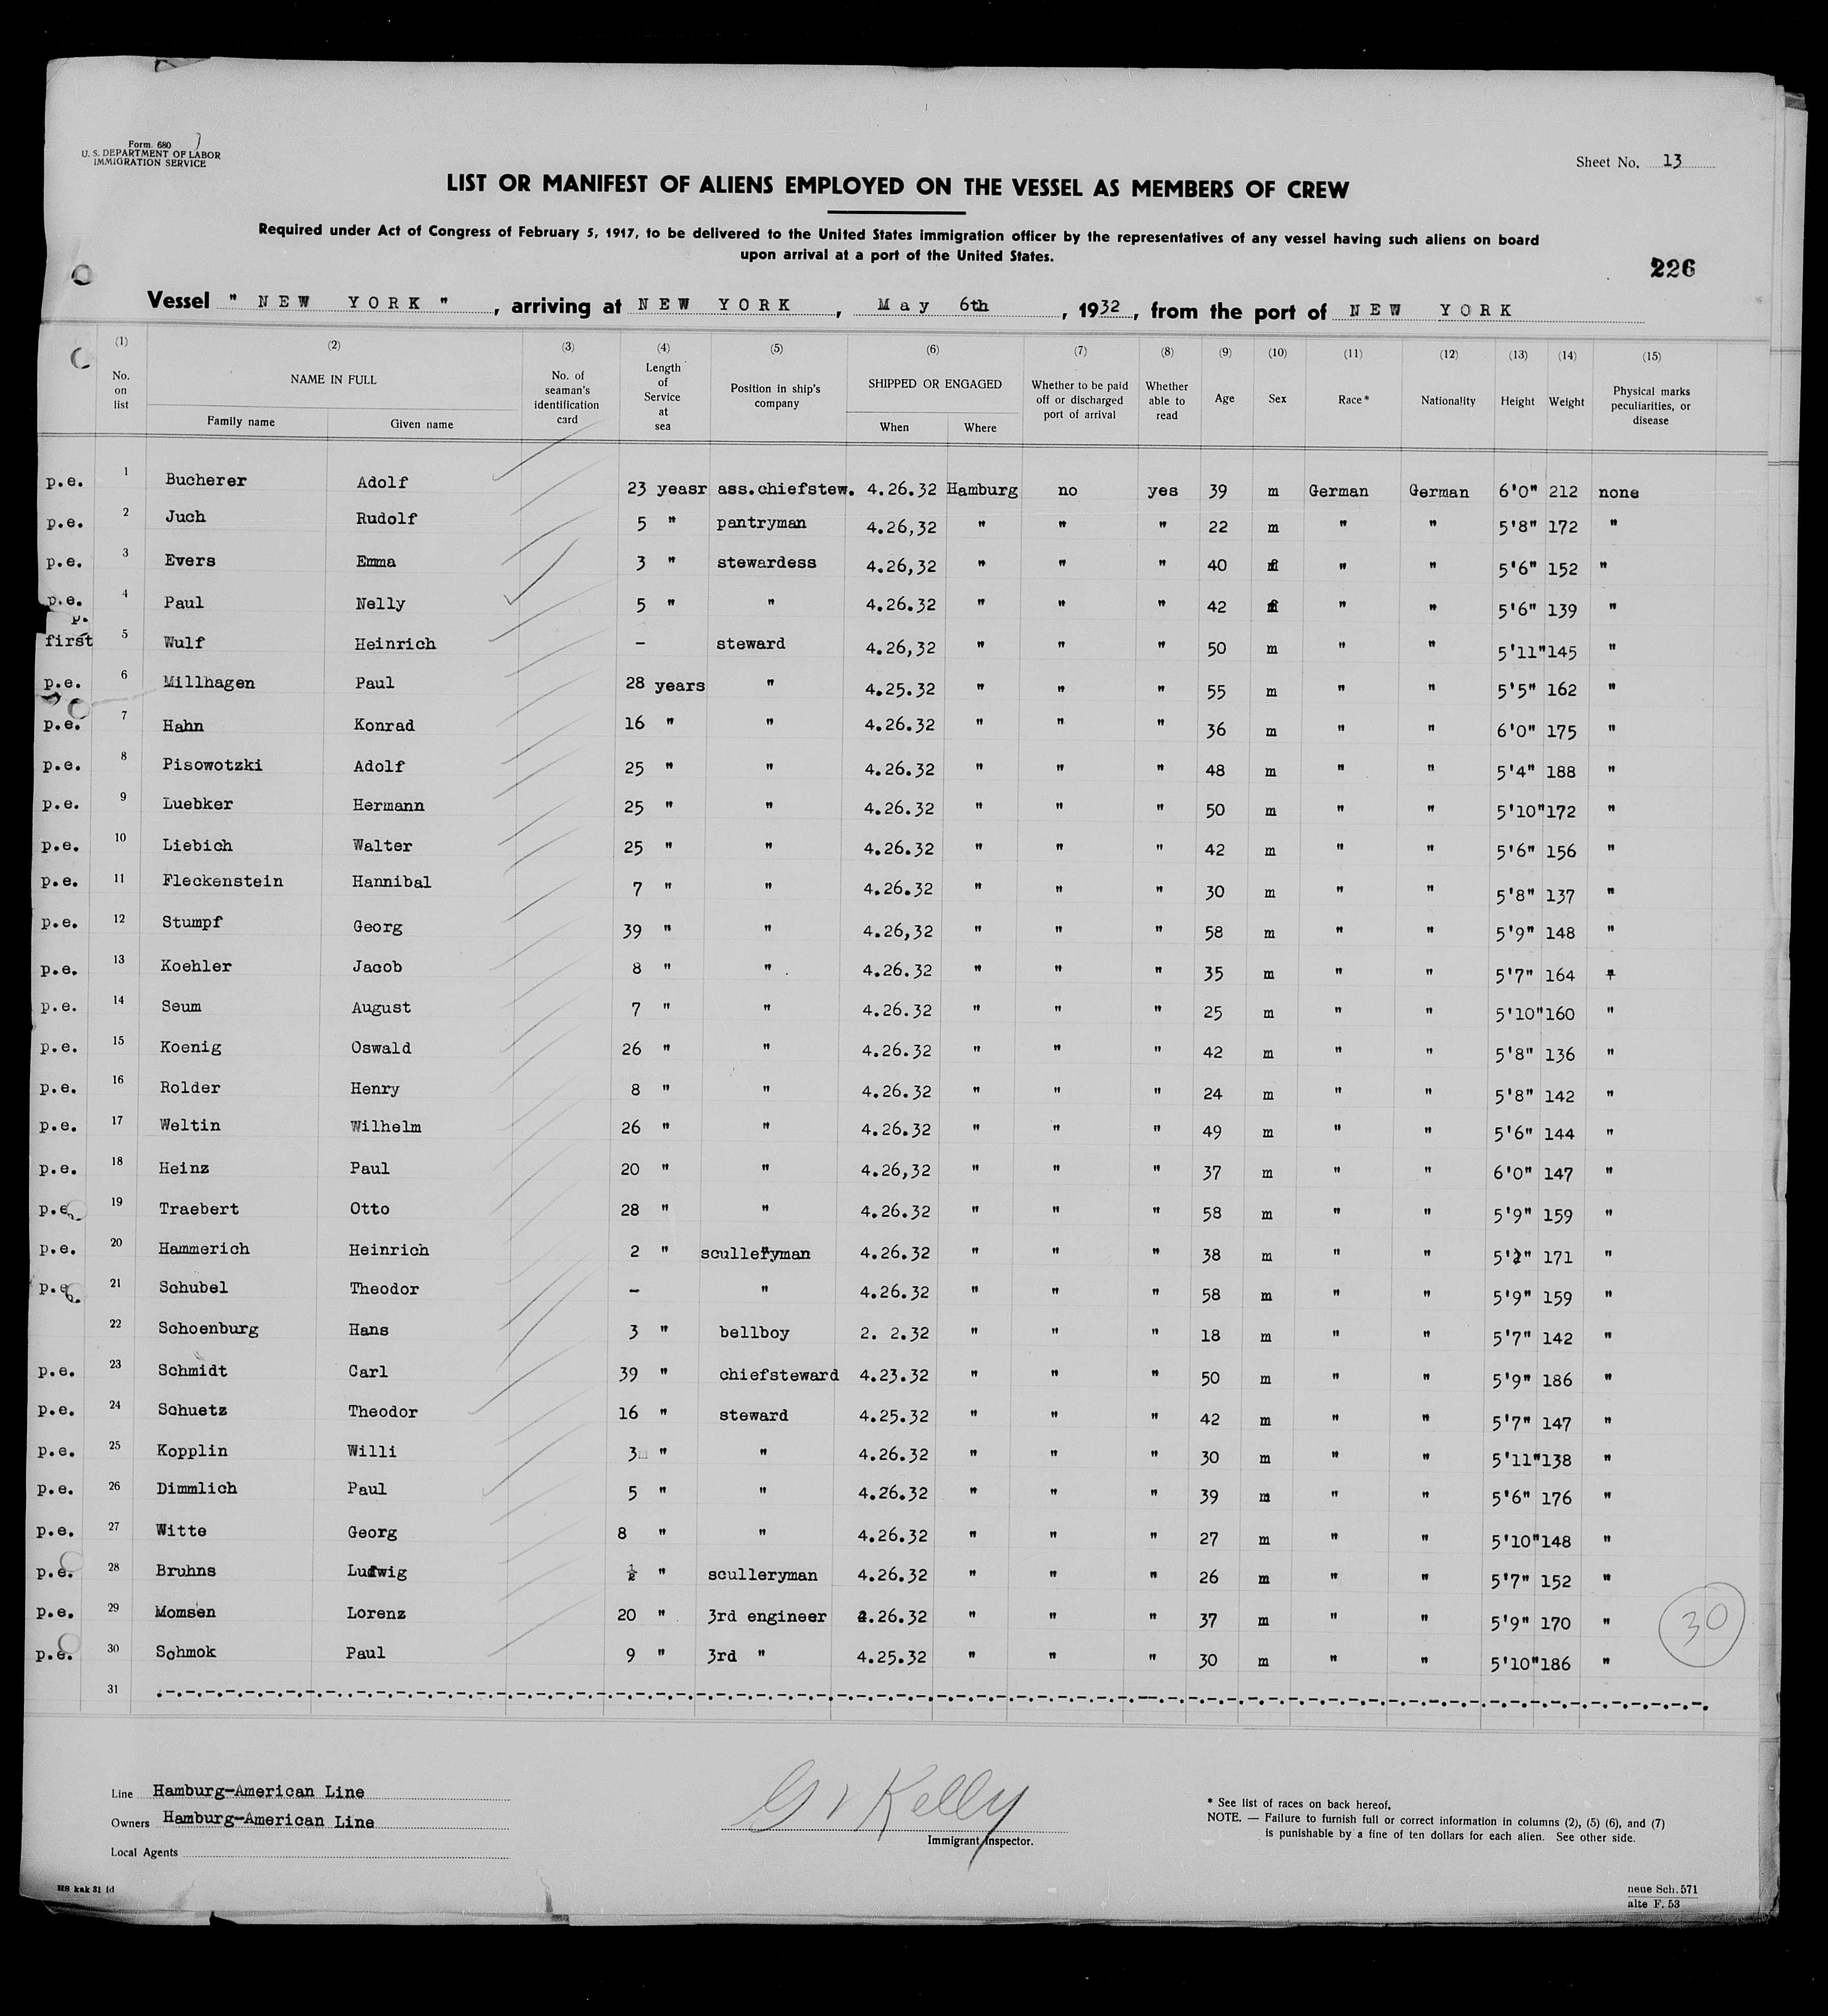 Form 680
U. S. DEPARTMENT OF LABOR
IMMIGRATION SERVICE
Sheet No. 13
LIST OR MANIFEST OF ALIENS EMPLOYED ON THE VESSEL AS MEMBERS OF CREW
Required under Act of Congress of February 5, 1917, to be delivered to the United States immigration officer by the representatives of any vessel having such aliens on board
upon arrival at a port of the United States.
226
Vessel " NEW YORK ", arriving at NEW YORK, May 6th, 1932, from the port of NEW YORK
(1) (2) (3) (4) (5) (6) (7) (8) (9) (10) (11) (12) (13) (14) (15)
No. on list NAME IN FULL Family name Given name No. of seaman's identification card Length of Service at sea Position in ship's company SHIPPED OR ENGAGED When Where Whether to be paid off or discharged port of arrival Whether able to read Age Sex Race* Nationality Height Weight Physical marks peculiarities, or disease
p.e. 1 Bucherer Adolf 23 yeasr ass.chiefstew. 4.26.32 Hamburg no yes 39 m German German 6'0" 212 none
p.e. 2 Juch Rudolf 5 " pantryman 4.26,32 " " " 22 m " " 5'8" 172 "
p.e. 3 Evers Emma 3 " stewardess 4.26,32 " " " 40 f " " 5'6" 152 "
p.e. 4 Paul Nelly 5 " " 4.26.32 " " " 42 f " " 5'6" 139 "
p.
first 5 Wulf Heinrich - steward 4.26,32 " " " 50 m " " 5'11" 145 "
p.e. 6 Millhagen Paul 28 years " 4.25.32 " " " 55 m " " 5'5" 162 "
p.e. 7 Hahn Konrad 16 " " 4.26.32 " " " 36 m " " 6'0" 175 "
p.e. 8 Pisowotzki Adolf 25 " " 4.26.32 " " " 48 m " " 5'4" 188 "
p.e. 9 Luebker Hermann 25 " " 4.26.32 " " " 50 m " " 5'10" 172 "
p.e. 10 Liebich Walter 25 " " 4.26.32 " " " 42 m " " 5'6" 156 "
p.e. 11 Fleckenstein Hannibal 7 " " 4.26.32 " " " 30 m " " 5'8" 137 "
p.e. 12 Stumpf Georg 39 " " 4.26,32 " " " 58 m " " 5'9" 148 "
p.e. 13 Koehler Jacob 8 " " 4.26.32 " " " 35 m " " 5'7" 164 "
p.e. 14 Seum August 7 " " 4.26.32 " " " 25 m " " 5'10" 160 "
p.e. 15 Koenig Oswald 26 " " 4.26.32 " " " 42 m " " 5'8" 136 "
p.e. 16 Rolder Henry 8 " " 4.26.32 " " " 24 m " " 5'8" 142 "
p.e. 17 Weltin Wilhelm 26 " " 4.26.32 " " " 49 m " " 5'6" 144 "
p.e. 18 Heinz Paul 20 " " 4.26,32 " " " 37 m " " 6'0" 147 "
p.e. 19 Traebert Otto 28 " " 4.26.32 " " " 58 m " " 5'9" 159 "
p.e. 20 Hammerich Heinrich 2 " sculleryman 4.26.32 " " " 38 m " " 5'2" 171 "
p.e. 21 Schubel Theodor - " 4.26.32 " " " 58 m " " 5'9" 159 "
22 Schoenburg Hans 3 " bellboy 2. 2.32 " " " 18 m " " 5'7" 142 "
p.e. 23 Schmidt Carl 39 " chiefsteward 4.23.32 " " " 50 m " " 5'9" 186 "
p.e. 24 Schuetz Theodor 16 " steward 4.25.32 " " " 42 m " " 5'7" 147 "
p.e. 25 Kopplin Willi 3 " " 4.26.32 " " " 30 m " " 5'11" 138 "
p.e. 26 Dimmlich Paul 5 " " 4.26.32 " " " 39 m " " 5'6" 176 "
p.e. 27 Witte Georg 8 " " 4.26.32 " " " 27 m " " 5'10" 148 "
p.e. 28 Bruhns Ludwig ½ " sculleryman 4.26.32 " " " 26 m " " 5'7" 152 "
p.e. 29 Momsen Lorenz 20 " 3rd engineer 4.26.32 " " " 37 m " " 5'9" 170 "
p.e. 30 Schmok Paul 9 " 3rd " 4.25.32 " " " 30 m " " 5'10" 186 "
30
31
Line Hamburg-American Line
Owners Hamburg-American Line
Local Agents
G V Kelly
Immigrant Inspector.
* See list of races on back hereof.
NOTE. — Failure to furnish full or correct information in columns (2), (5) (6), and (7)
is punishable by a fine of ten dollars for each alien. See other side.
HS kak 31 id
neue Sch. 571
alte F. 53